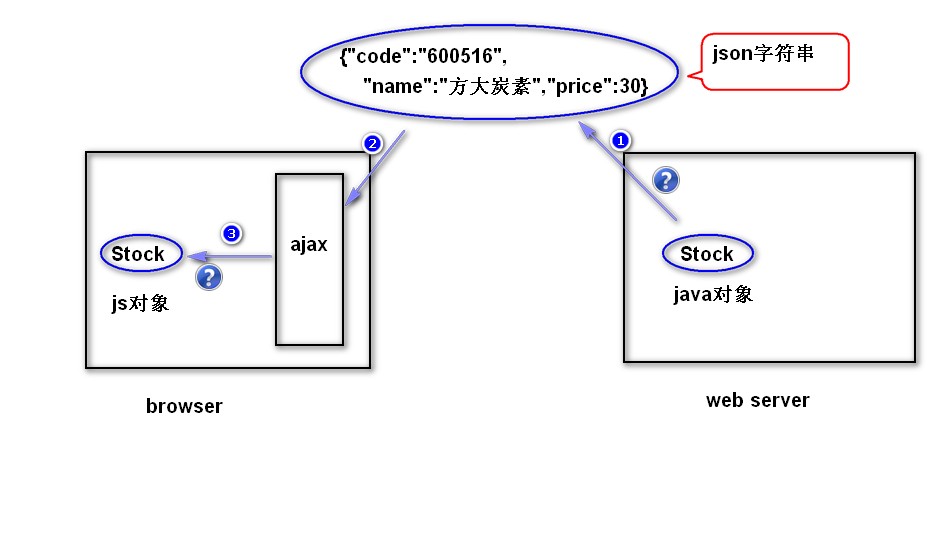 {"code":"600516",
"name":"方大炭素","price":30}
json字符串
2
1
?
3
ajax
Stock
?
js对象
Stock
java对象
browser
web server